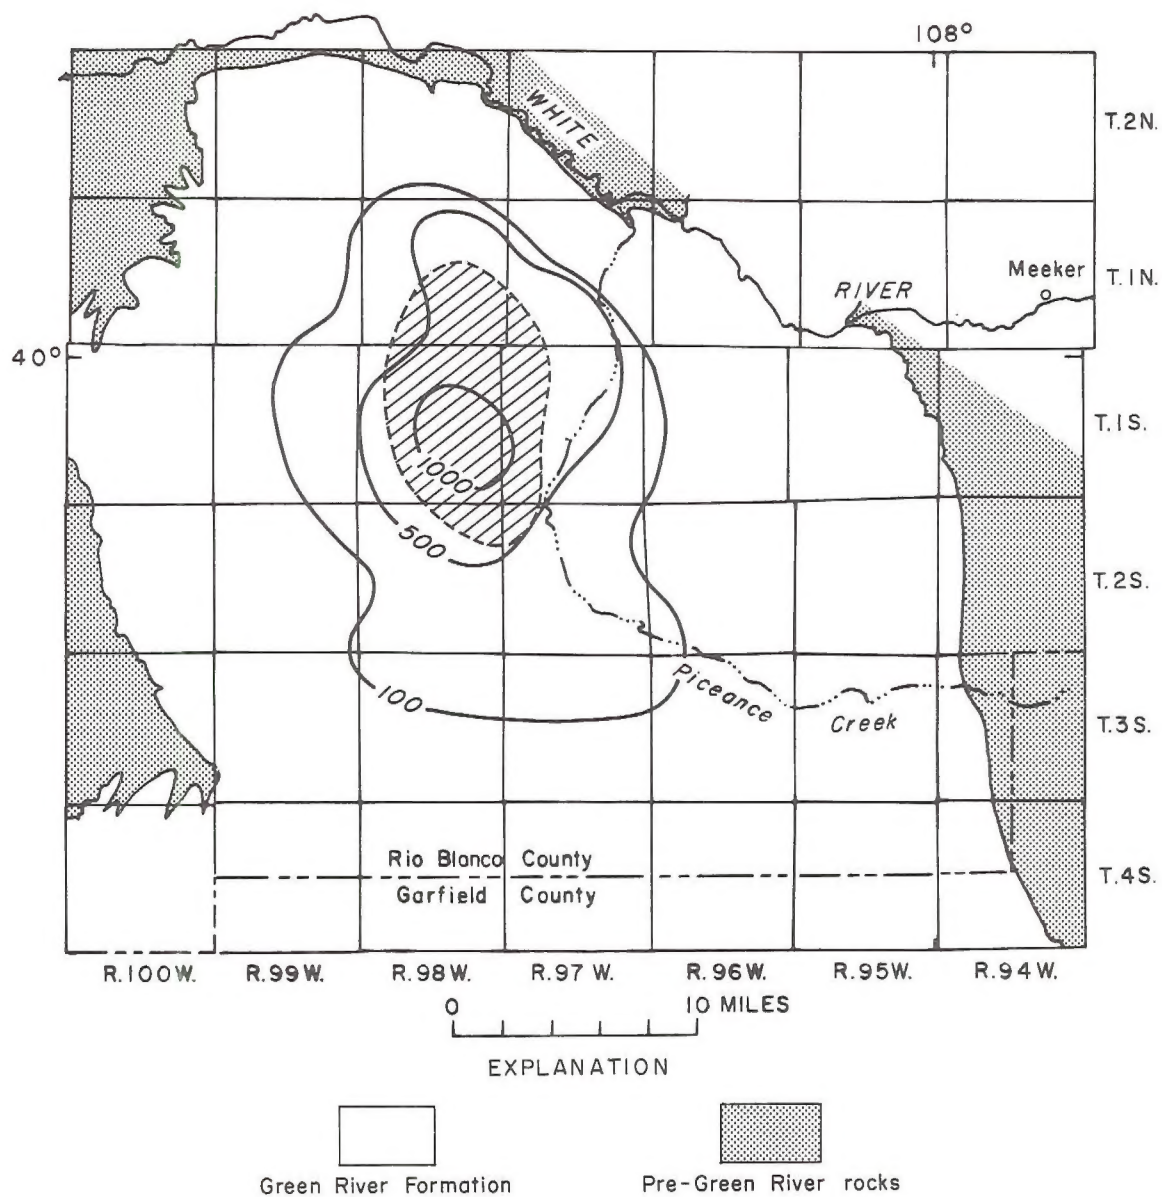 108°
WHITE
T.2N.
Meeker
RIVER
T.1N.
40°
T.1S.
1000
500
T.2S.
Piceance
100
Creek
T.3S.
Rio Blanco County
Garfield County
T.4S.
R.100W. R.99W. R.98W. R.97W. R.96W. R.95W. R.94W.
0 10 MILES
EXPLANATION
Green River Formation
Pre-Green River rocks